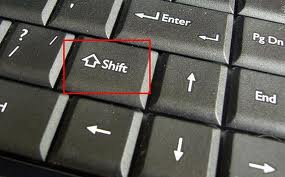 Enter
Pg Dn
?
/
Shift
End